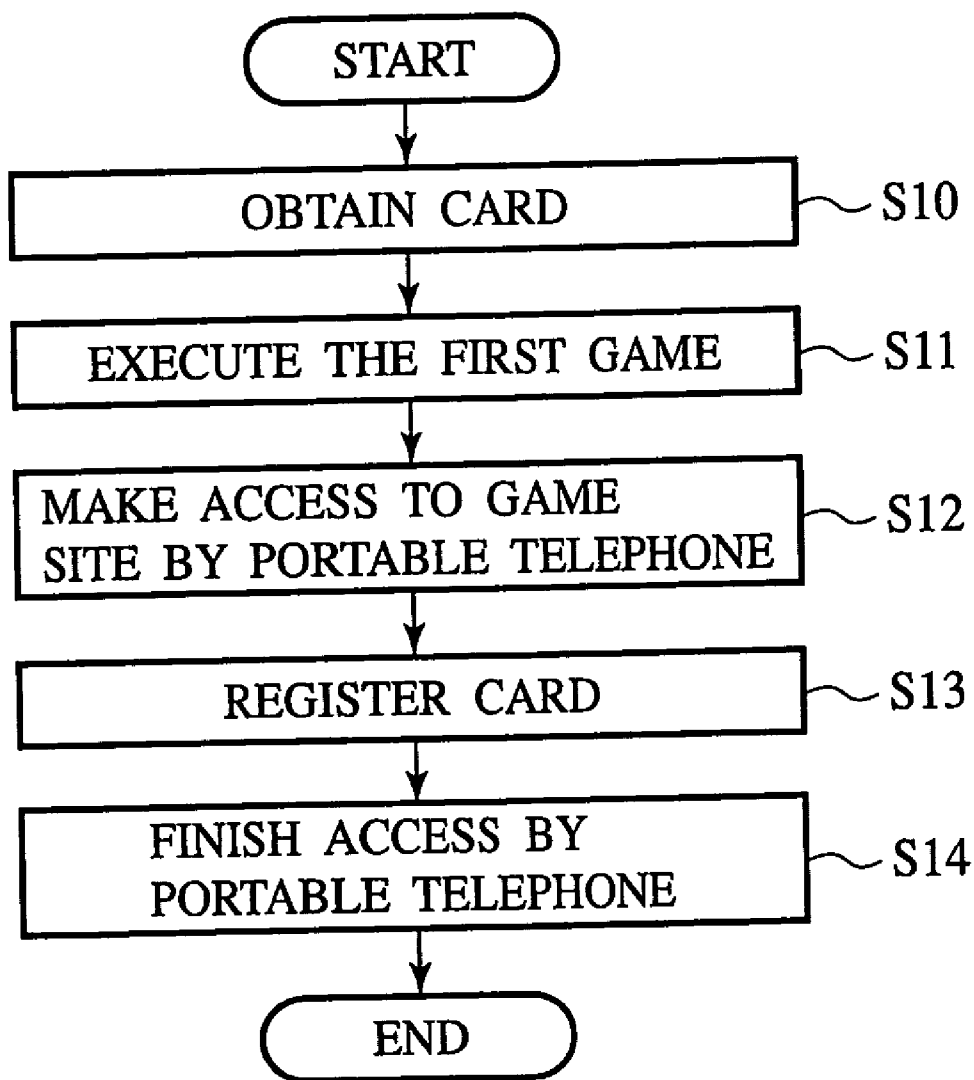 START
OBTAIN CARD
S10
EXECUTE THE FIRST GAME
S11
MAKE ACCESS TO GAME
SITE BY PORTABLE TELEPHONE
S12
REGISTER CARD
S13
FINISH ACCESS BY
PORTABLE TELEPHONE
S14
END